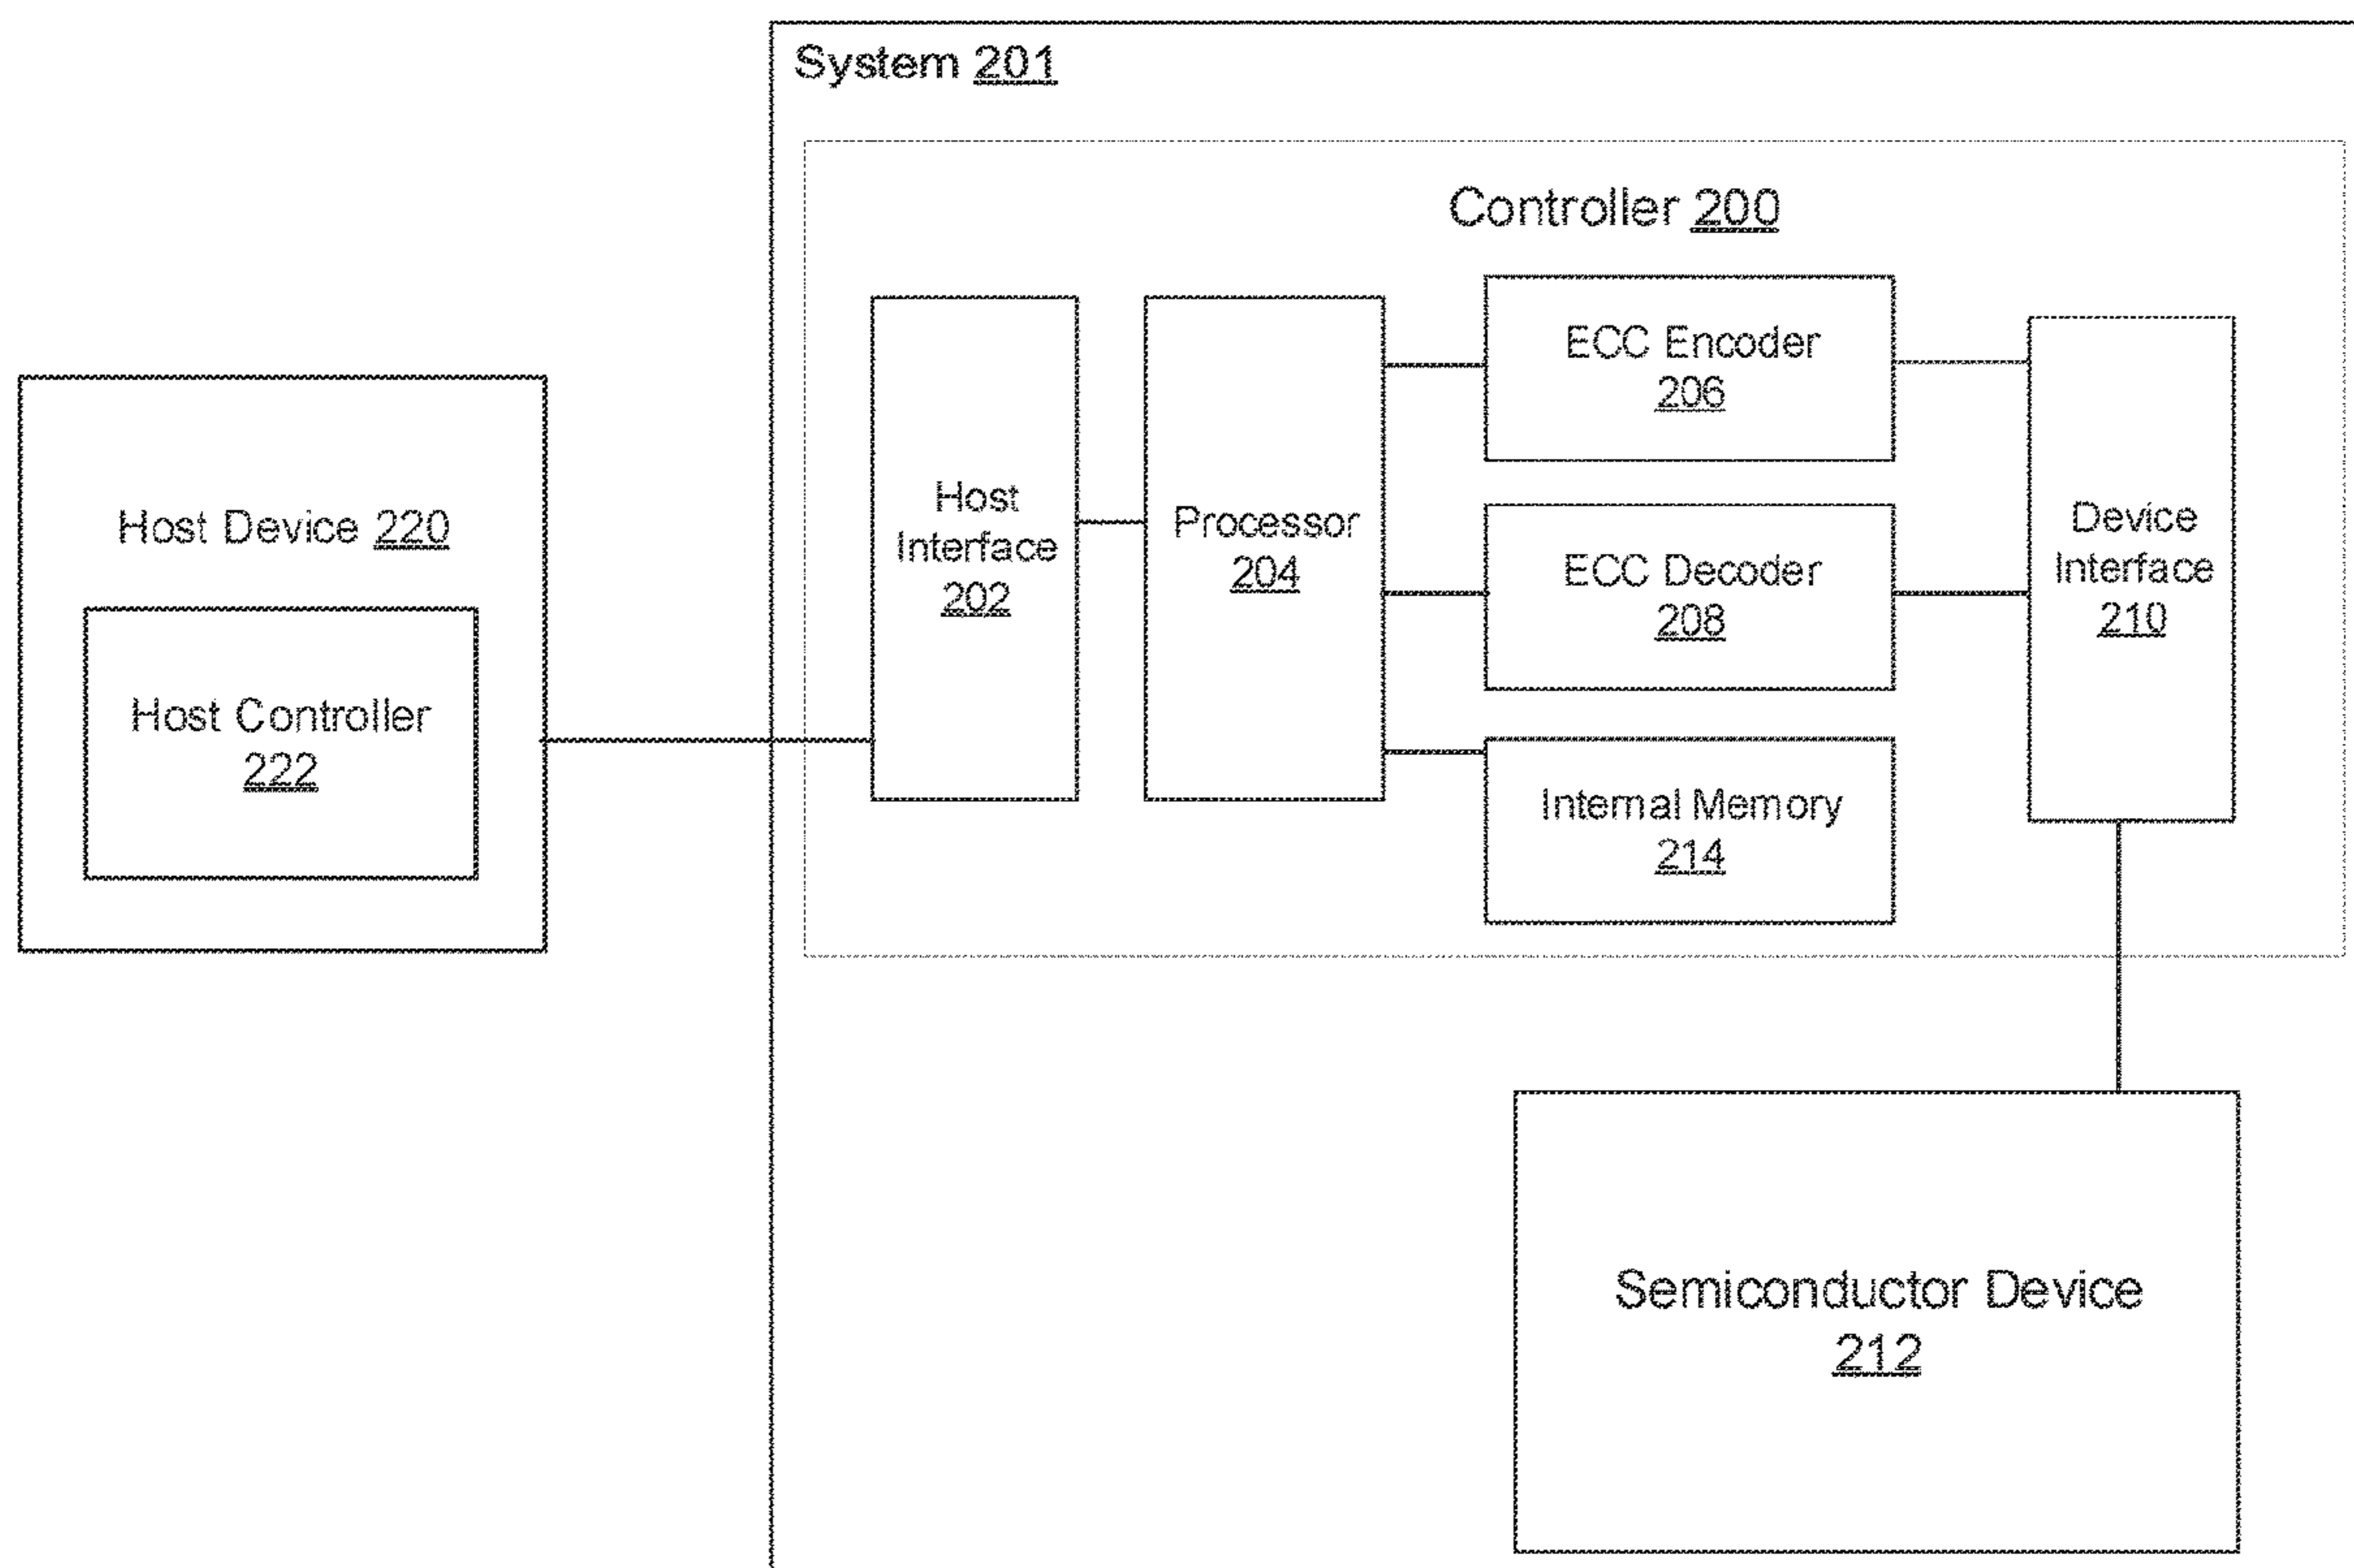 System 201
Controller 200
Host Device 220
Host Controller
222
Host
Interface
202
Processor
204
ECC Encoder
206
ECC Decoder
208
Internal Memory
214
Device
Interface
210
Semiconductor Device
212